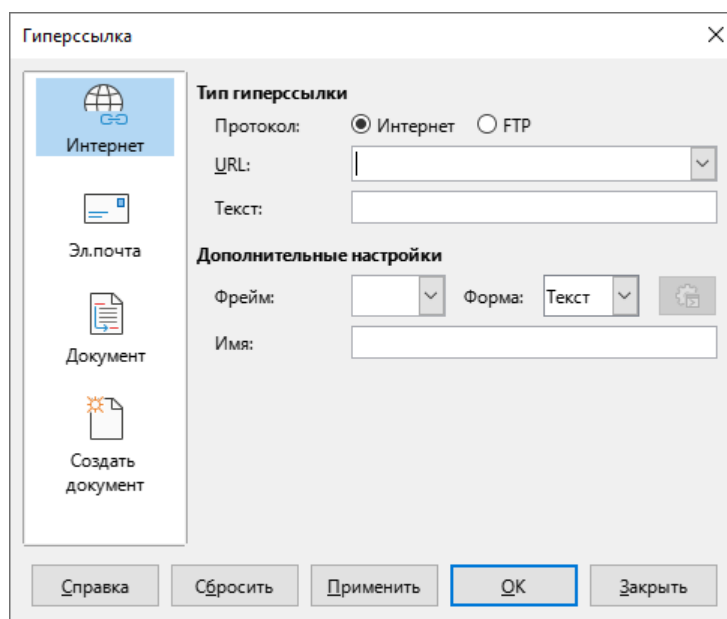 Гиперссылка
Интернет
Эл.почта
Документ
Создать
документ
Тип гиперссылки
Протокол: Интернет FTP
URL:
Текст:
Дополнительные настройки
Фрейм: Форма: Текст
Имя:
Справка Сбросить Применить ОК Закрыть